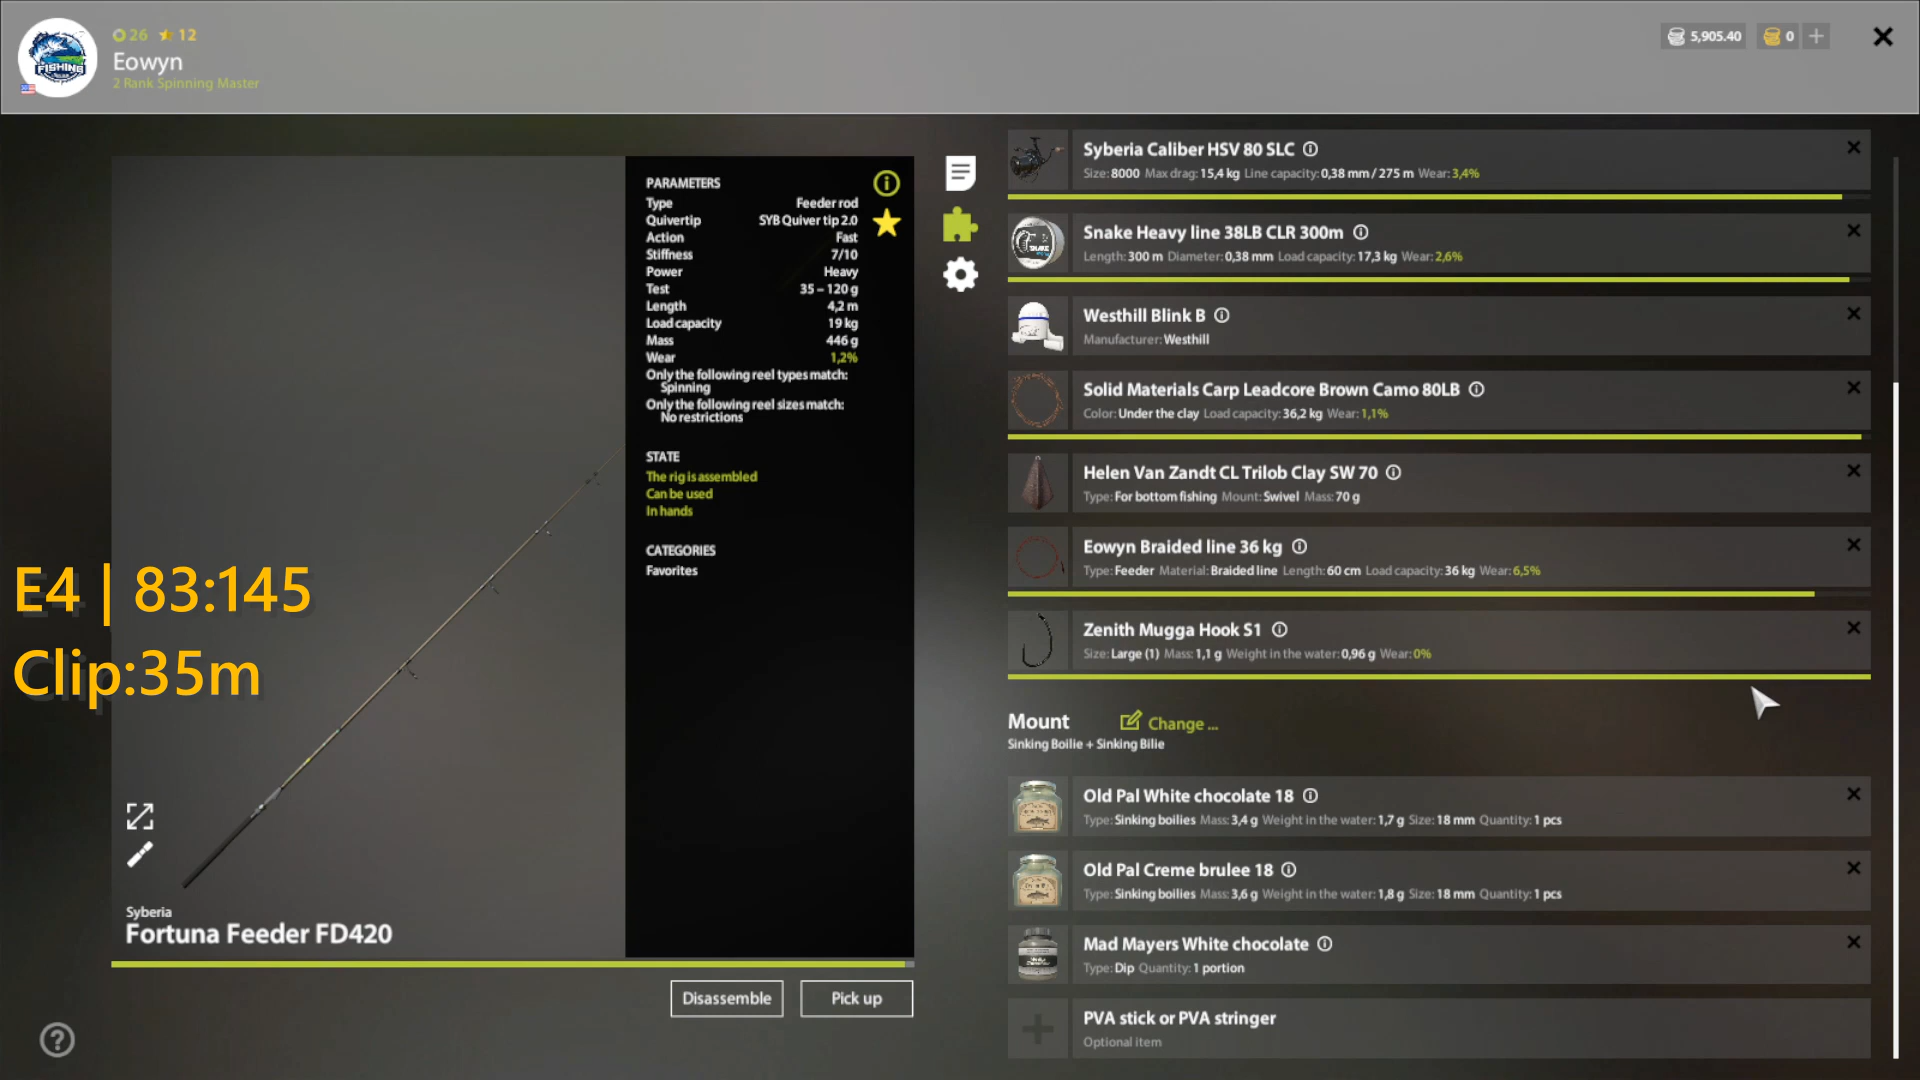 26 12
Eowyn
2 Rank Spinning Master
FISHING
5,905.40
0
PARAMETERS
Type Feeder rod
Quivertip SYB Quiver tip 2.0
Action Fast
Stiffness 7/10
Power Heavy
Test 35 – 120 g
Length 4,2 m
Load capacity 19 kg
Mass 446 g
Wear 1,2%
Only the following reel types match:
Spinning
Only the following reel sizes match:
No restrictions
STATE
The rig is assembled
Can be used
In hands
CATEGORIES
Favorites
E4 | 83:145
Clip:35m
Syberia
Fortuna Feeder FD420
Disassemble
Pick up
Syberia Caliber HSV 80 SLC
Size: 8000 Max drag: 15,4 kg Line capacity: 0,38 mm / 275 m Wear: 3,4%
Snake Heavy line 38LB CLR 300m
Length: 300 m Diameter: 0,38 mm Load capacity: 17,3 kg Wear: 2,6%
Westhill Blink B
Manufacturer: Westhill
Solid Materials Carp Leadcore Brown Camo 80LB
Color: Under the clay Load capacity: 36,2 kg Wear: 1,1%
Helen Van Zandt CL Trilob Clay SW 70
Type: For bottom fishing Mount: Swivel Mass: 70 g
Eowyn Braided line 36 kg
Type: Feeder Material: Braided line Length: 60 cm Load capacity: 36 kg Wear: 6,5%
Zenith Mugga Hook S1
Size: Large (1) Mass: 1,1 g Weight in the water: 0,96 g Wear: 0%
Mount Change ...
Sinking Boilie + Sinking Bilie
Old Pal White chocolate 18
Type: Sinking boilies Mass: 3,4 g Weight in the water: 1,7 g Size: 18 mm Quantity: 1 pcs
Old Pal Creme brulee 18
Type: Sinking boilies Mass: 3,6 g Weight in the water: 1,8 g Size: 18 mm Quantity: 1 pcs
Mad Mayers White chocolate
Type: Dip Quantity: 1 portion
PVA stick or PVA stringer
Optional item